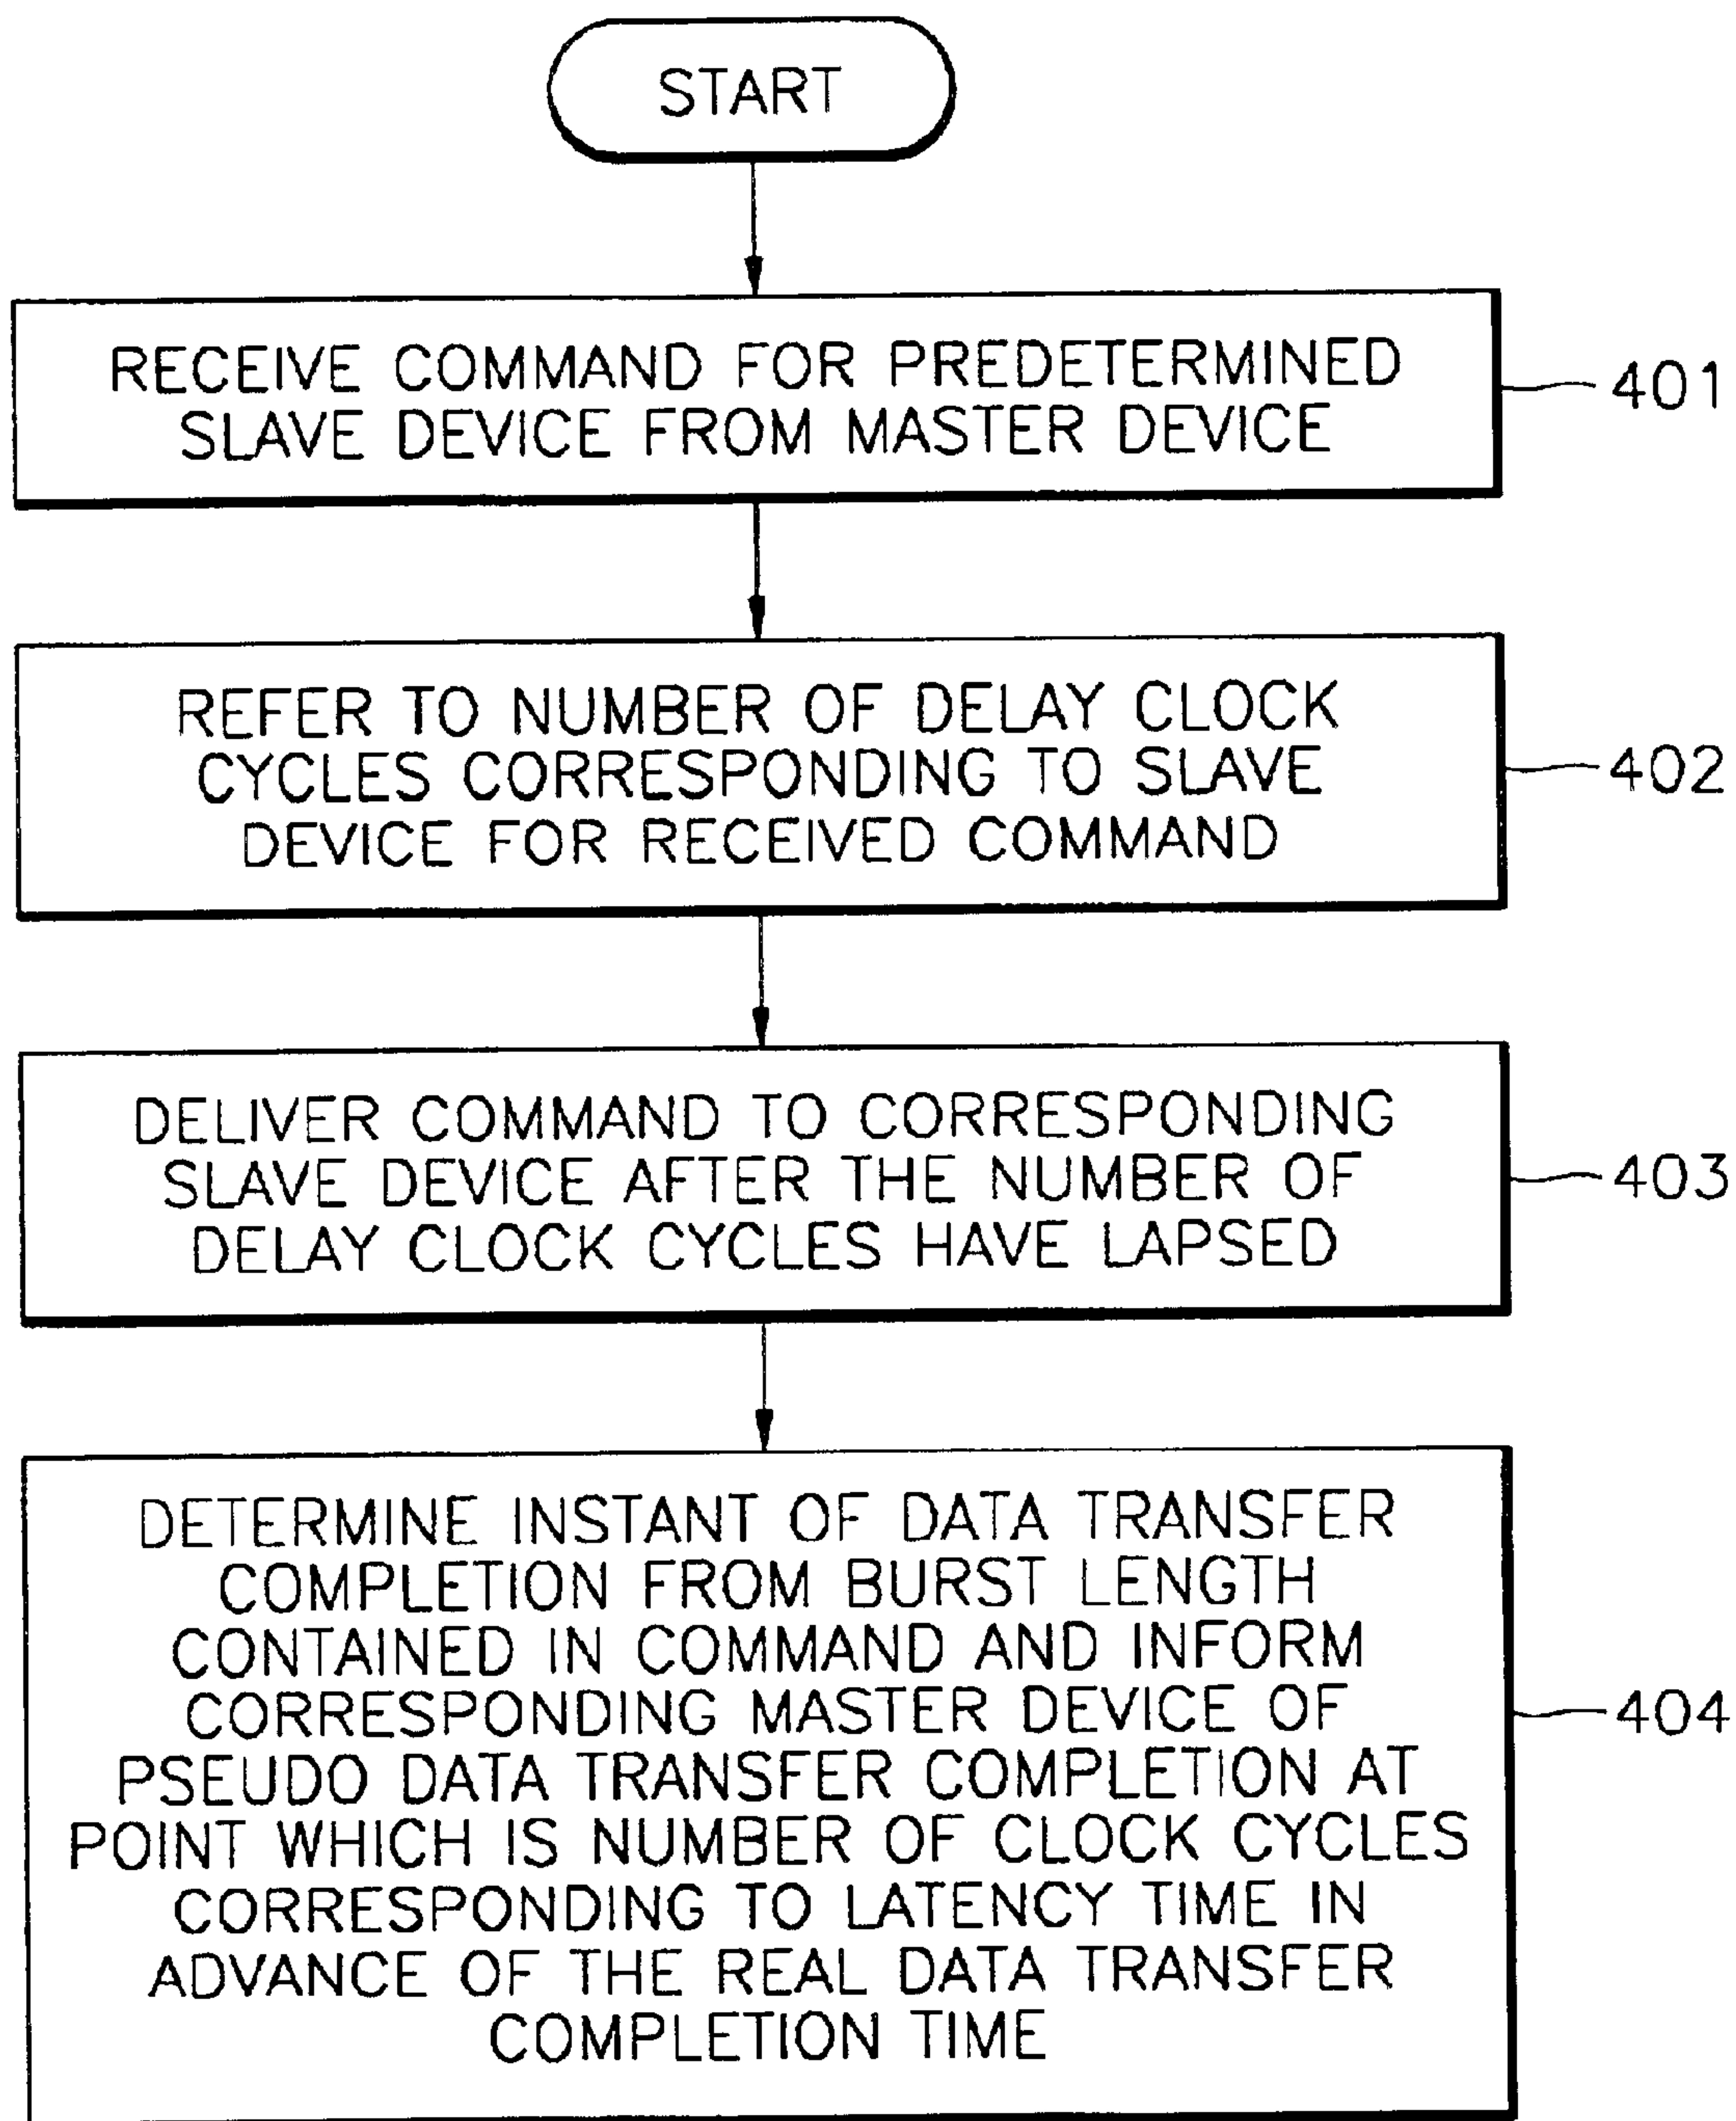 START
RECEIVE COMMAND FOR PREDETERMINED
SLAVE DEVICE FROM MASTER DEVICE
401
REFER TO NUMBER OF DELAY CLOCK
CYCLES CORRESPONDING TO SLAVE
DEVICE FOR RECEIVED COMMAND
402
DELIVER COMMAND TO CORRESPONDING
SLAVE DEVICE AFTER THE NUMBER OF
DELAY CLOCK CYCLES HAVE LAPSED
403
DETERMINE INSTANT OF DATA TRANSFER
COMPLETION FROM BURST LENGTH
CONTAINED IN COMMAND AND INFORM
CORRESPONDING MASTER DEVICE OF
PSEUDO DATA TRANSFER COMPLETION AT
POINT WHICH IS NUMBER OF CLOCK CYCLES
CORRESPONDING TO LATENCY TIME IN
ADVANCE OF THE REAL DATA TRANSFER
COMPLETION TIME
404